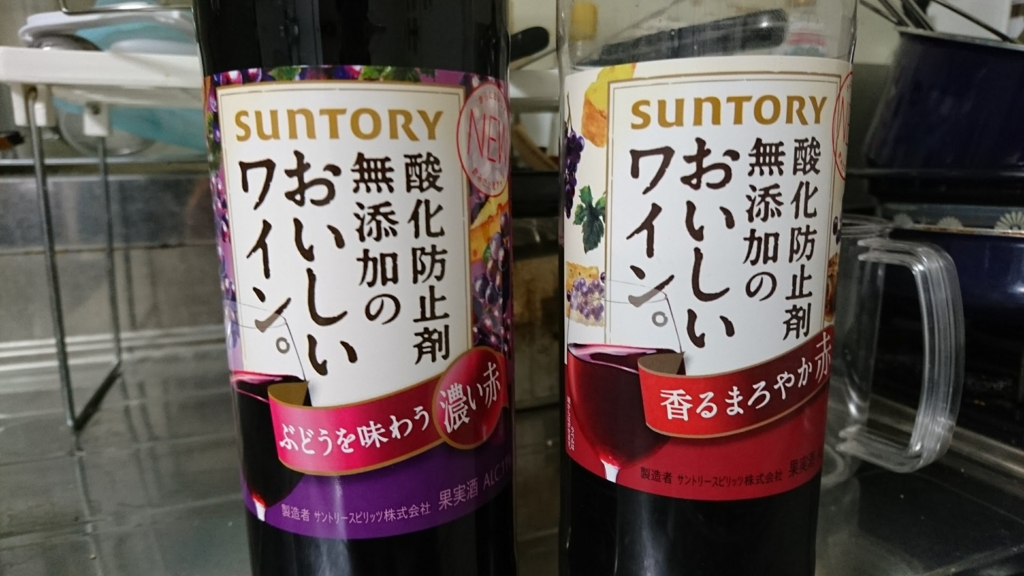 SUNTORY
酸化防止剤
無添加の
おいしい
ワイン。
NEW
ぶどうを味わう
濃い赤
製造者 サントリースピリッツ株式会社
果実酒 ALC
SUNTORY
酸化防止剤
無添加の
おいしい
ワイン。
香るまろやか赤
製造者 サントリースピリッツ株式会社
果実